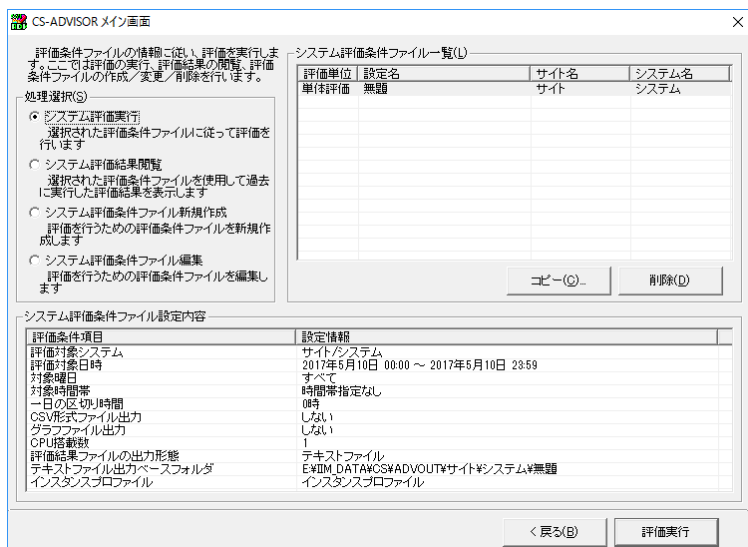 CS-ADVISOR メイン画面
評価条件ファイルの情報に従い、評価を実行しま
す。ここでは評価の実行、評価結果の閲覧、評価
条件ファイルの作成／変更／削除を行います。
処理選択(S)
システム評価実行
選択された評価条件ファイルに従って評価を
行います
システム評価結果閲覧
選択された評価条件ファイルを使用して過去
に実行した評価結果を表示します
システム評価条件ファイル新規作成
評価を行うための評価条件ファイルを新規作
成します
システム評価条件ファイル編集
評価を行うための評価条件ファイルを編集し
ます
システム評価条件ファイル一覧(L)
評価単位 設定名 サイト名 システム名
単体評価 無題 サイト システム
コピー(C)... 削除(D)
システム評価条件ファイル設定内容
評価条件項目 設定情報
評価対象システム サイト/システム
評価対象日時 2017年5月10日 00:00 ～ 2017年5月10日 23:59
対象曜日 すべて
対象時間帯 時間帯指定なし
一日の区切り時間 0時
CSV形式ファイル出力 しない
グラフファイル出力 しない
CPU搭載数 1
評価結果ファイルの出力形態 テキストファイル
テキストファイル出力ベースフォルダ E:¥IIM_DATA¥CS¥ADVOUT¥サイト¥システム¥無題
インスタンスプロファイル インスタンスプロファイル
< 戻る(B) 評価実行